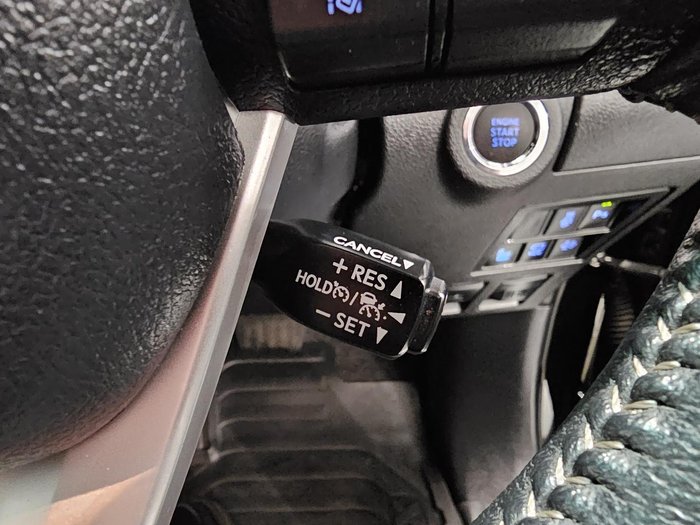 ENGINE
START
STOP
CANCEL▼
+ RES ▲
HOLD / ◀
− SET ▼